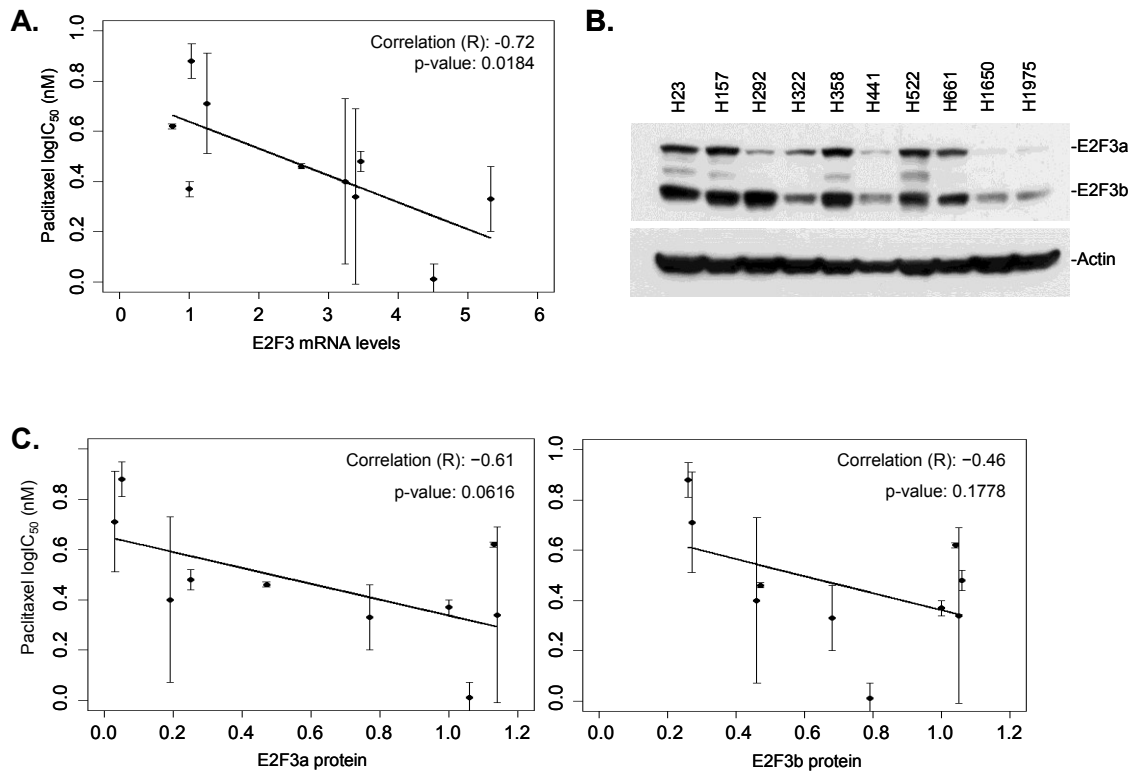 A.
Correlation (R): -0.72
p-value: 0.0184
Paclitaxel logIC50 (nM)
0.0 0.2 0.4 0.6 0.8 1.0
0 1 2 3 4 5 6
E2F3 mRNA levels
B.
H23 H157 H292 H322 H358 H441 H522 H661 H1650 H1975
-E2F3a
-E2F3b
-Actin
C.
Correlation (R): −0.61
p-value: 0.0616
Paclitaxel logIC50 (nM)
0.0 0.2 0.4 0.6 0.8
0.0 0.2 0.4 0.6 0.8 1.0 1.2
E2F3a protein
Correlation (R): −0.46
p-value: 0.1778
0.0 0.2 0.4 0.6 0.8 1.0
0.0 0.2 0.4 0.6 0.8 1.0 1.2
E2F3b protein